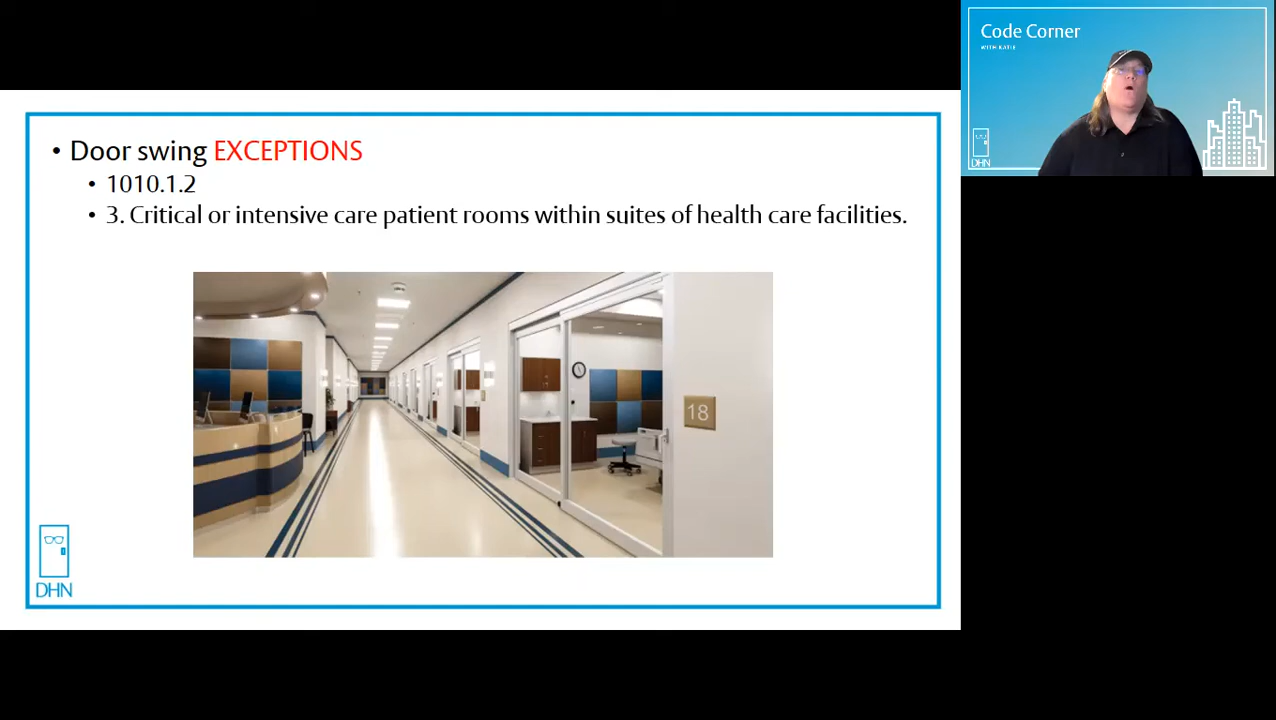 • Door swing EXCEPTIONS
• 1010.1.2
• 3. Critical or intensive care patient rooms within suites of health care facilities.
18
DHN
Code Corner
WITH KATIE
DHN